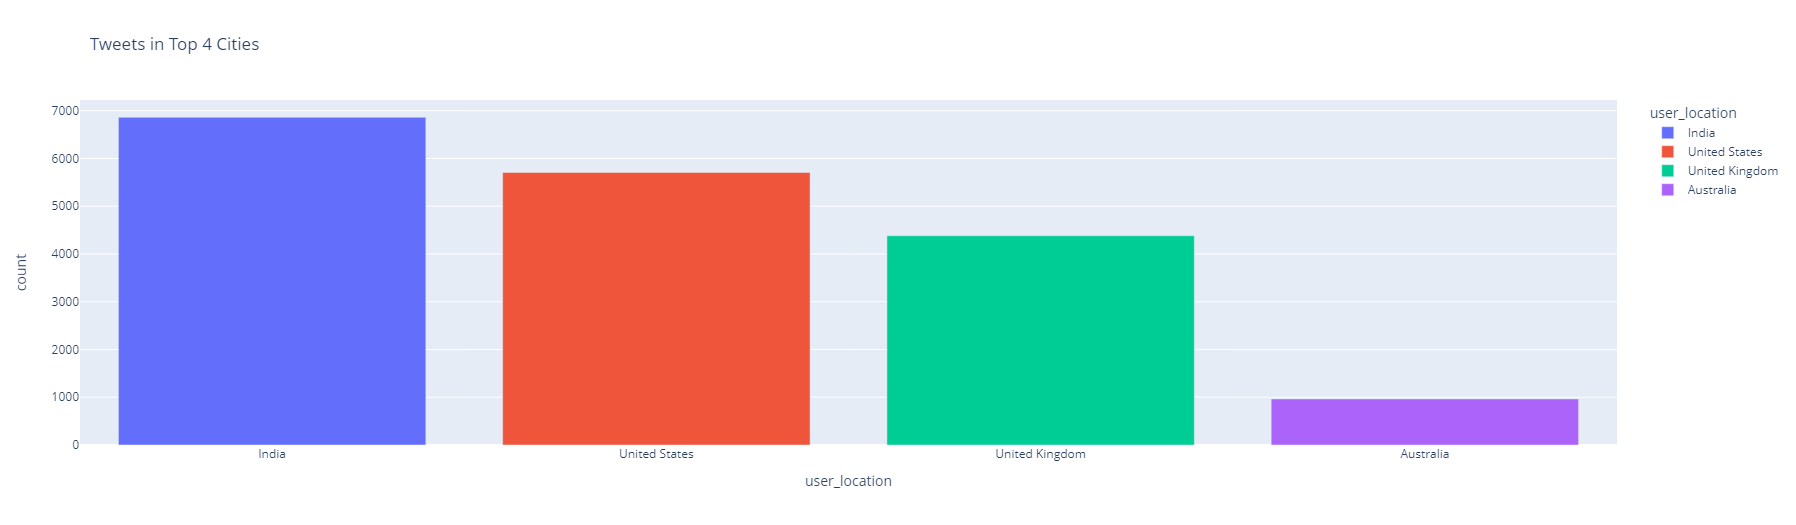 Tweets in Top 4 Cities
7000
6000
5000
4000
3000
2000
1000
0
count
India
United States
United Kingdom
Australia
user_location
user_location
India
United States
United Kingdom
Australia